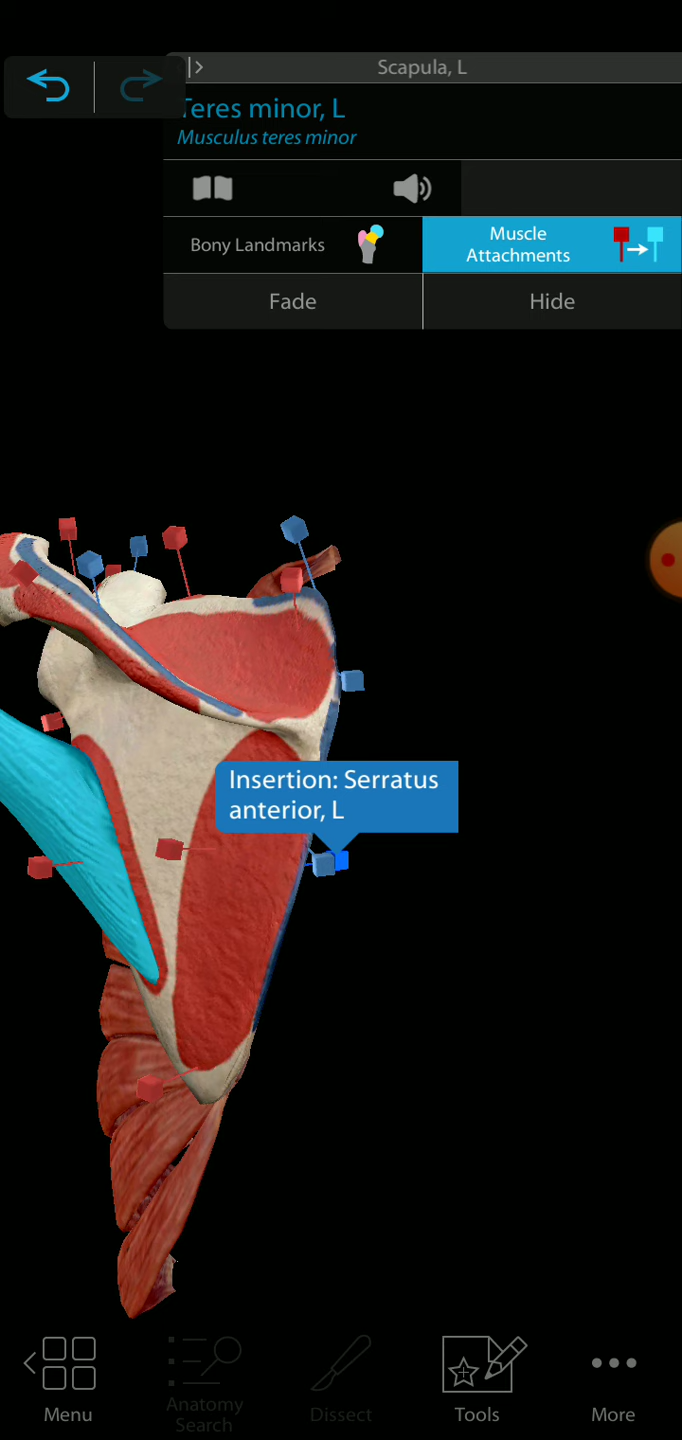 Scapula, L
Teres minor, L
Musculus teres minor
Bony Landmarks
Muscle
Attachments
Fade
Hide
Insertion: Serratus
anterior, L
Menu
Anatomy
Search
Dissect
Tools
More